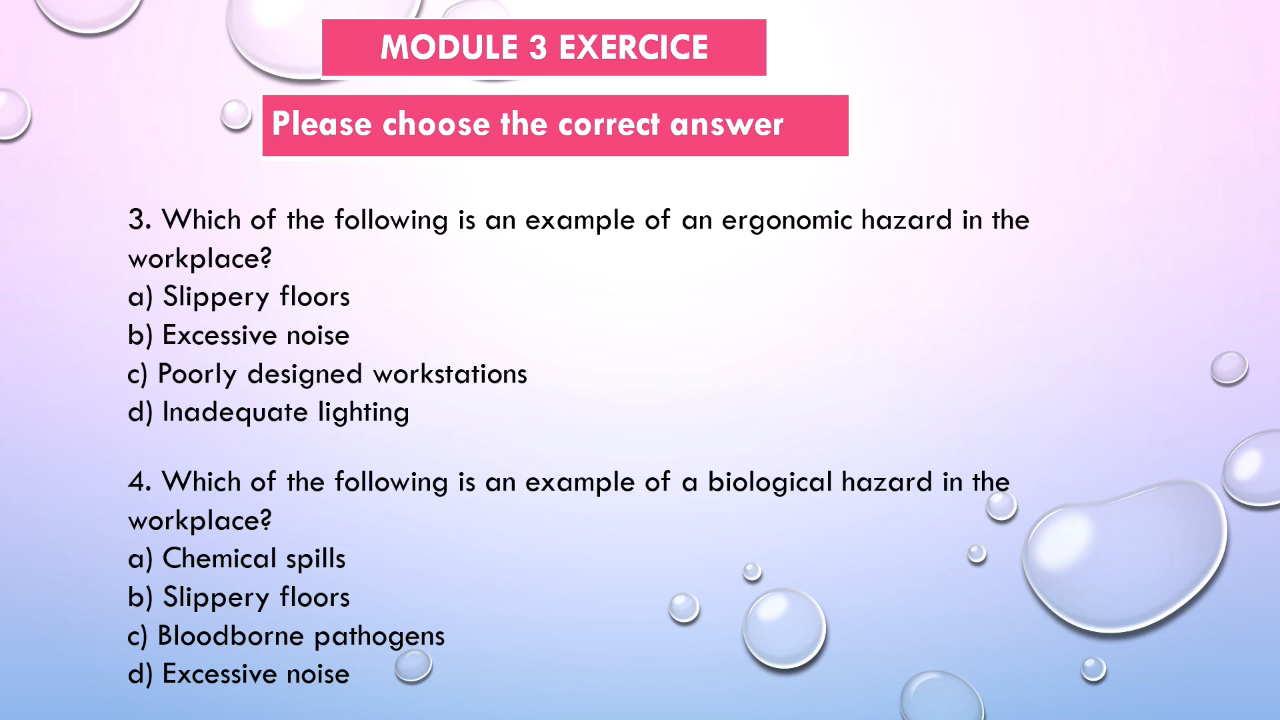 MODULE 3 EXERCICE
Please choose the correct answer
3. Which of the following is an example of an ergonomic hazard in the
workplace?
a) Slippery floors
b) Excessive noise
c) Poorly designed workstations
d) Inadequate lighting
4. Which of the following is an example of a biological hazard in the
workplace?
a) Chemical spills
b) Slippery floors
c) Bloodborne pathogens
d) Excessive noise